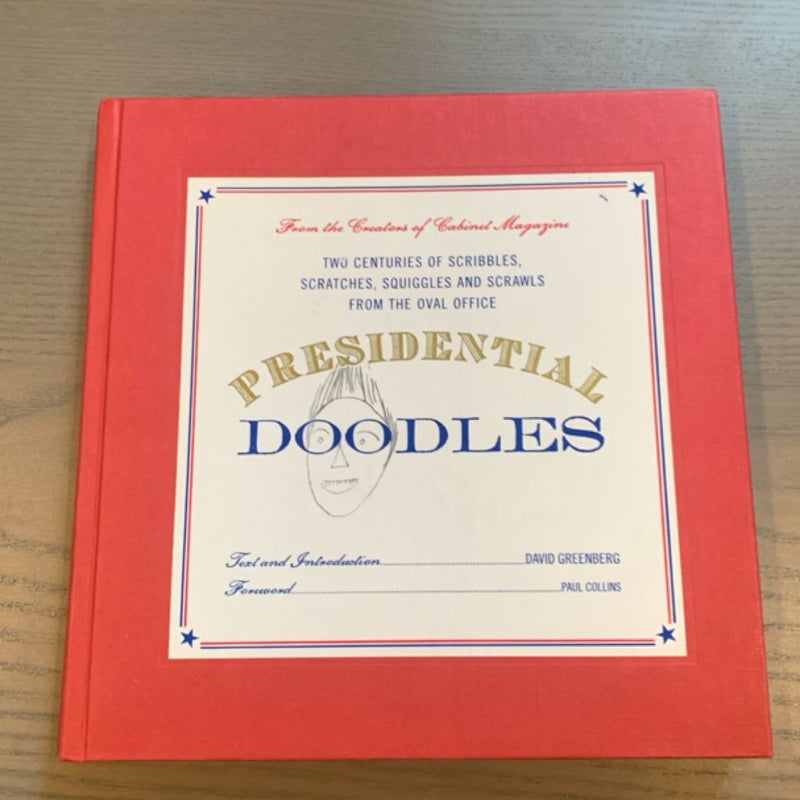 From the Creators of Cabinet Magazine
TWO CENTURIES OF SCRIBBLES,
SCRATCHES, SQUIGGLES AND SCRAWLS
FROM THE OVAL OFFICE
PRESIDENTIAL
DOODLES
Text and Introduction........................................DAVID GREENBERG
Foreword........................................PAUL COLLINS